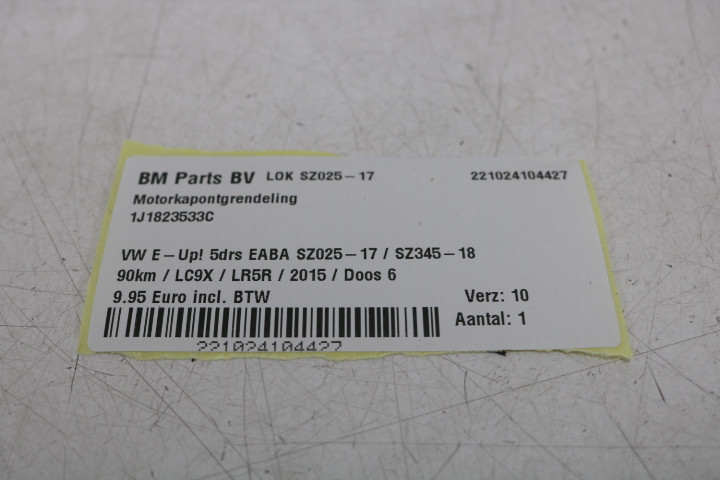 BM Parts BV LOK SZ025-17 221024104427
Motorkapontgrendeling
1J1823533C
VW E-Up! 5drs EABA SZ025-17 / SZ345-18
90km / LC9X / LR5R / 2015 / Doos 6
9.95 Euro incl. BTW Verz: 10
Aantal: 1
221024104427